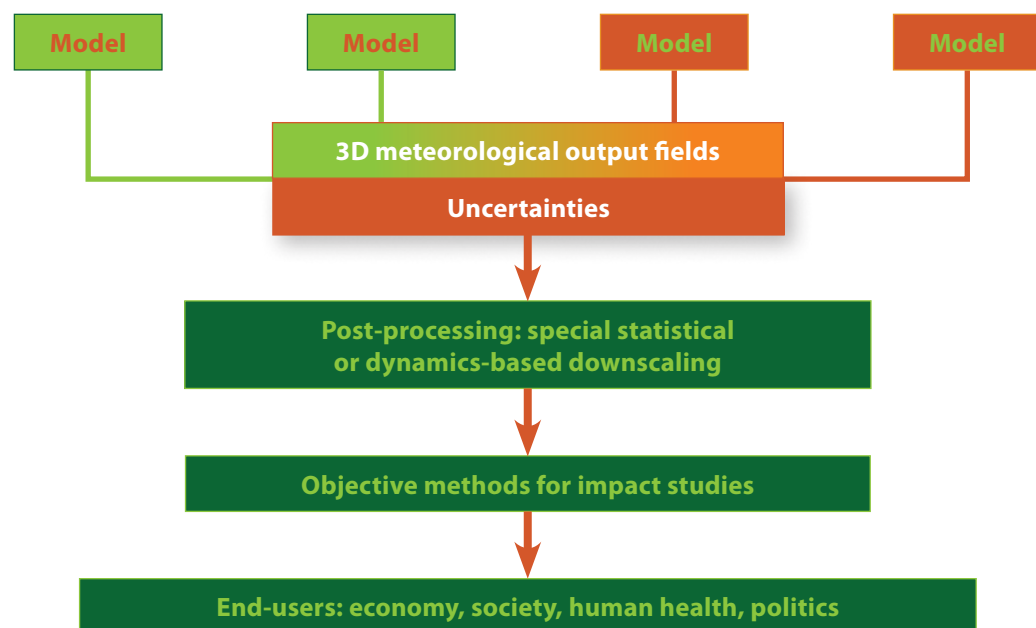 Model
Model
Model
Model
3D meteorological output fields
Uncertainties
Post-processing: special statistical
or dynamics-based downscaling
Objective methods for impact studies
End-users: economy, society, human health, politics